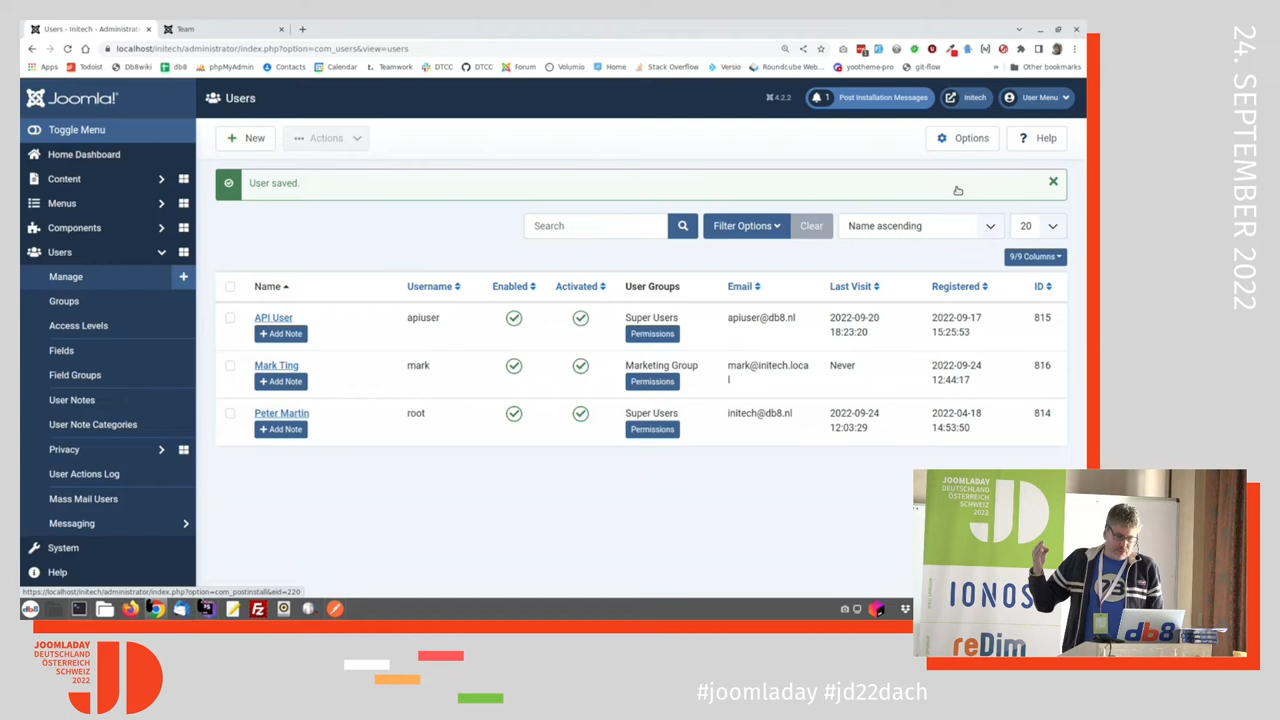 Users - Initech - Administrat
Team
localhost/initech/administrator/index.php?option=com_users&view=users
Apps
Todoist
Db8wiki
db8
phpMyAdmin
Contacts
Calendar
Teamwork
DTCC
DTCC
Forum
Volumio
Home
Stack Overflow
Versio
Roundcube Web...
yootheme-pro
git-flow
Other bookmarks
Joomla!
Users
4.2.2
1 Post Installation Messages
Initech
User Menu
Toggle Menu
Home Dashboard
Content
Menus
Components
Users
Manage
Groups
Access Levels
Fields
Field Groups
User Notes
User Note Categories
Privacy
User Actions Log
Mass Mail Users
Messaging
System
Help
+ New
Actions
Options
? Help
User saved.
Search
Filter Options
Clear
Name ascending
20
9/9 Columns
Name Username Enabled Activated User Groups Email Last Visit Registered ID
API User apiuser Super Users apiuser@db8.nl 2022-09-20 2022-09-17 815
+ Add Note Permissions 18:23:20 15:25:53
Mark Ting mark Marketing Group mark@initech.loca Never 2022-09-24 816
+ Add Note Permissions l 12:44:17
Peter Martin root Super Users initech@db8.nl 2022-09-24 2022-04-18 814
+ Add Note Permissions 12:03:29 14:53:50
https://localhost/initech/administrator/index.php?option=com_postinstall&eid=220
db8
24. SEPTEMBER 2022
JOOMLADAY
DEUTSCHLAND
ÖSTERREICH
SCHWEIZ
2022
JD
IONOS
reDim
db8
JOOMLADAY
DEUTSCHLAND
ÖSTERREICH
SCHWEIZ
2022
JD
#joomladay #jd22dach